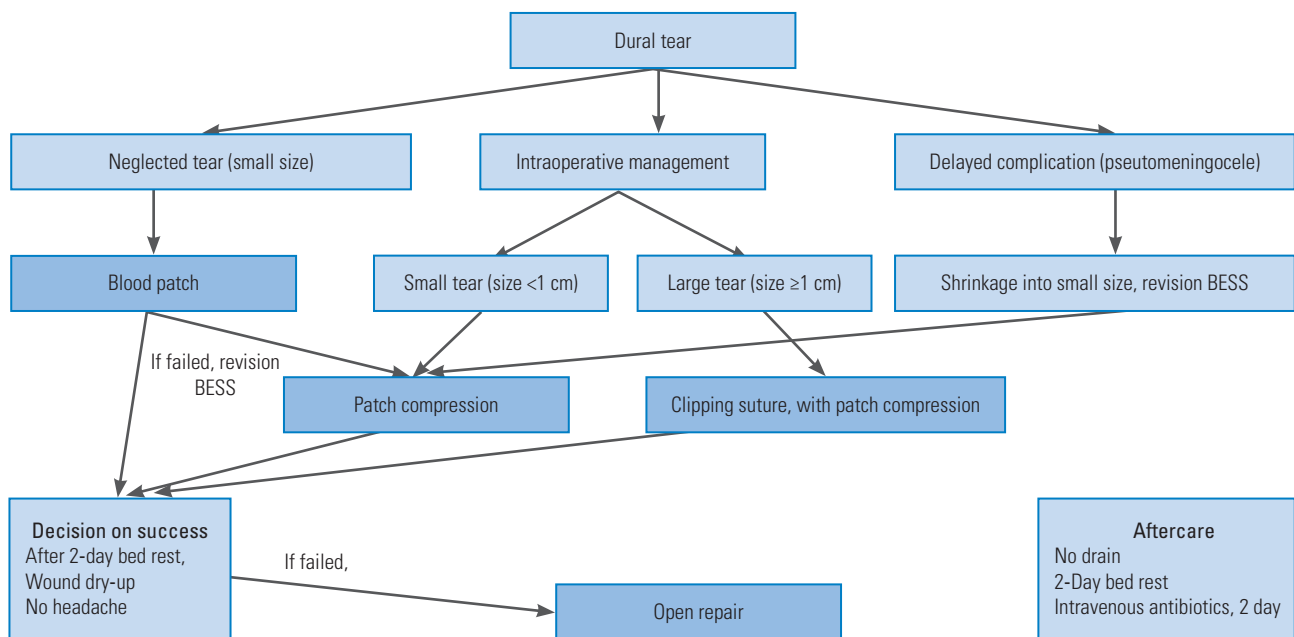 Dural tear
Neglected tear (small size)
Intraoperative management
Delayed complication (pseutomeningocele)
Blood patch
Small tear (size <1 cm)
Large tear (size ≥1 cm)
Shrinkage into small size, revision BESS
If failed, revision
BESS
Patch compression
Clipping suture, with patch compression
Decision on success
After 2-day bed rest,
Wound dry-up
No headache
If failed,
Open repair
Aftercare
No drain
2-Day bed rest
Intravenous antibiotics, 2 day